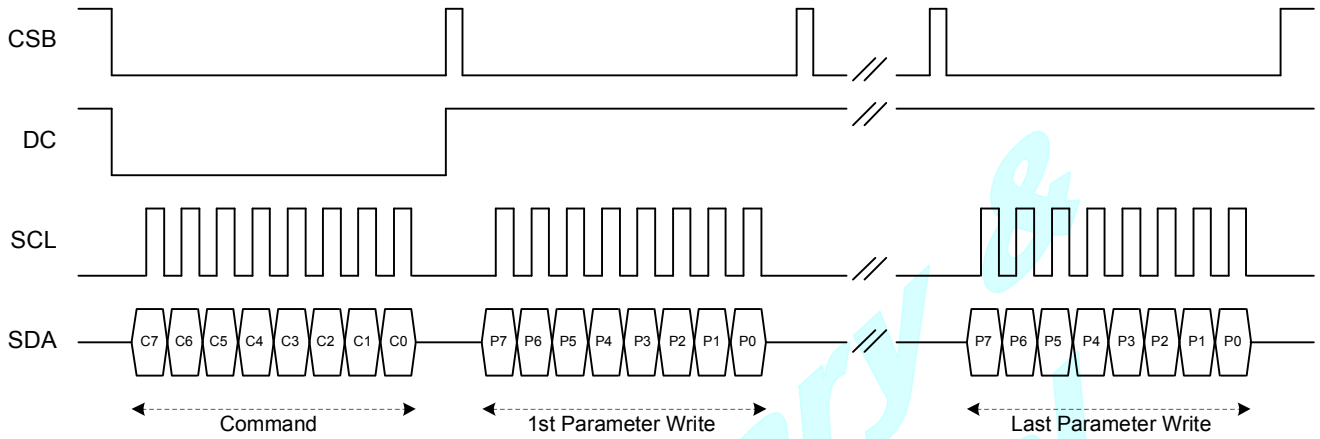 CSB
DC
SCL
SDA
C7 C6 C5 C4 C3 C2 C1 C0 P7 P6 P5 P4 P3 P2 P1 P0 P7 P6 P5 P4 P3 P2 P1 P0
Command 1st Parameter Write Last Parameter Write
ry &